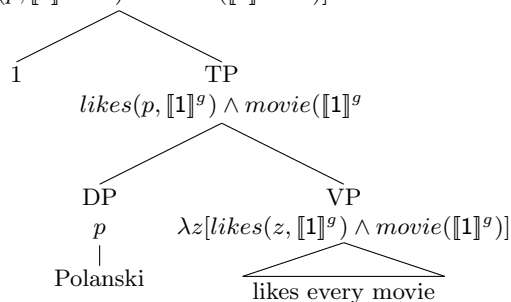 1 TP
likes(p, ⟦1⟧^g) ∧ movie(⟦1⟧^g
DP VP
p λz[likes(z, ⟦1⟧^g) ∧ movie(⟦1⟧^g)]
Polanski
likes every movie